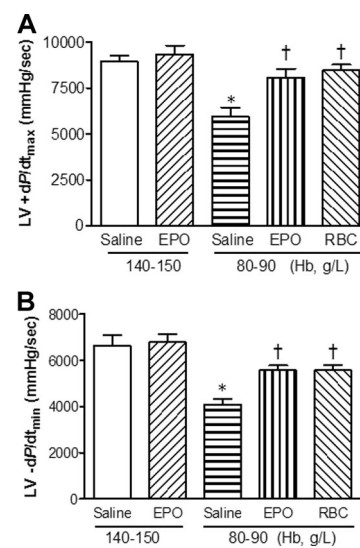 A
LV +dP/dtmax (mmHg/sec)
10000
7500
5000
2500
0
* † †
Saline EPO Saline EPO RBC
140-150 80-90 (Hb, g/L)
B
LV -dP/dtmin (mmHg/sec)
8000
6000
4000
2000
0
* † †
Saline EPO Saline EPO RBC
140-150 80-90 (Hb, g/L)